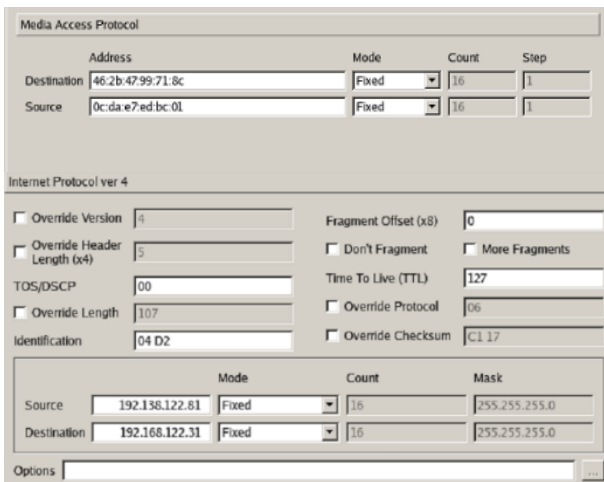 Media Access Protocol
Address Mode Count Step
Destination 46:2b:47:99:71:8c Fixed 16 1
Source 0c:da:e7:ed:bc:01 Fixed 16 1
Internet Protocol ver 4
Override Version 4
Override Header Length (x4) 5
TOS/DSCP 00
Override Length 107
Identification 04 D2
Fragment Offset (x8) 0
Don't Fragment More Fragments
Time To Live (TTL) 127
Override Protocol 06
Override Checksum C1 17
Mode Count Mask
Source 192.138.122.81 Fixed 16 255.255.255.0
Destination 192.168.122.31 Fixed 16 255.255.255.0
Options ...